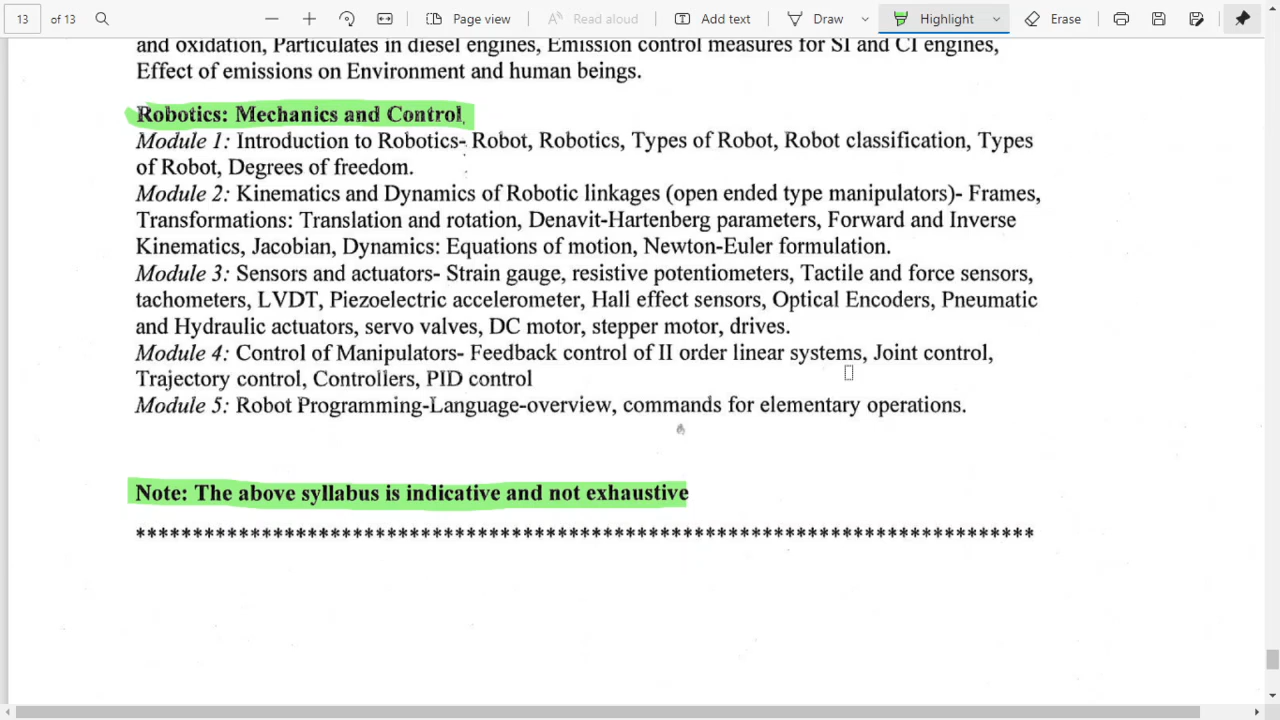 13 of 13 Page view Read aloud Add text Draw Highlight Erase
and oxidation, Particulates in diesel engines, Emission control measures for SI and CI engines,
Effect of emissions on Environment and human beings.
Robotics: Mechanics and Control
Module 1: Introduction to Robotics- Robot, Robotics, Types of Robot, Robot classification, Types
of Robot, Degrees of freedom.
Module 2: Kinematics and Dynamics of Robotic linkages (open ended type manipulators)- Frames,
Transformations: Translation and rotation, Denavit-Hartenberg parameters, Forward and Inverse
Kinematics, Jacobian, Dynamics: Equations of motion, Newton-Euler formulation.
Module 3: Sensors and actuators- Strain gauge, resistive potentiometers, Tactile and force sensors,
tachometers, LVDT, Piezoelectric accelerometer, Hall effect sensors, Optical Encoders, Pneumatic
and Hydraulic actuators, servo valves, DC motor, stepper motor, drives.
Module 4: Control of Manipulators- Feedback control of II order linear systems, Joint control,
Trajectory control, Controllers, PID control
Module 5: Robot Programming-Language-overview, commands for elementary operations.
Note: The above syllabus is indicative and not exhaustive
********************************************************************************